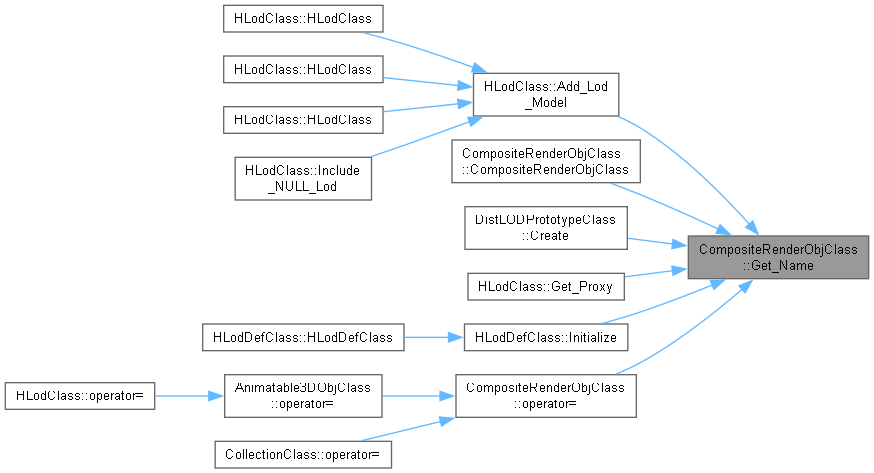 HLodClass::HLodClass
HLodClass::HLodClass
HLodClass::HLodClass
HLodClass::Include
_NULL_Lod
HLodClass::Add_Lod
_Model
CompositeRenderObjClass
::CompositeRenderObjClass
DistLODPrototypeClass
::Create
HLodClass::Get_Proxy
CompositeRenderObjClass
::Get_Name
HLodDefClass::HLodDefClass
HLodDefClass::Initialize
HLodClass::operator=
Animatable3DObjClass
::operator=
CompositeRenderObjClass
::operator=
CollectionClass::operator=